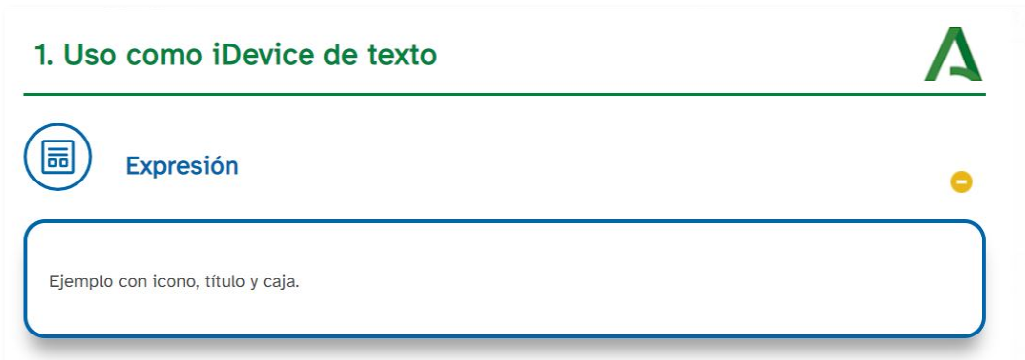 1. Uso como iDevice de texto
Expresión
Ejemplo con icono, título y caja.